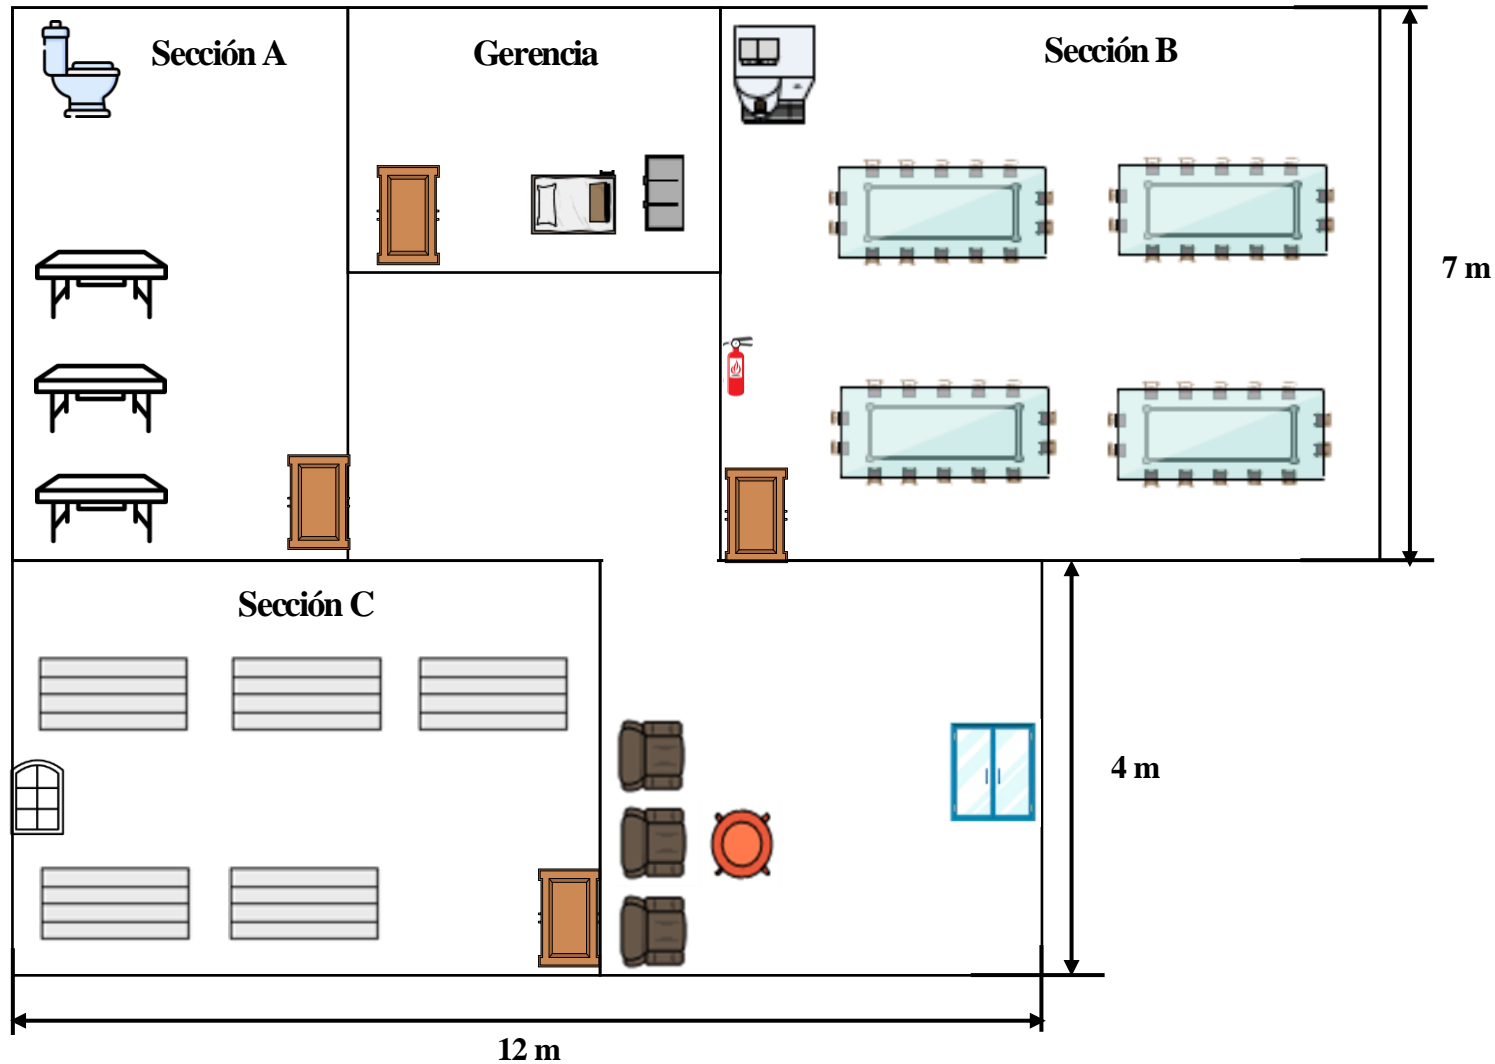 Sección A
Gerencia
Sección B
7 m
Sección C
4 m
12 m